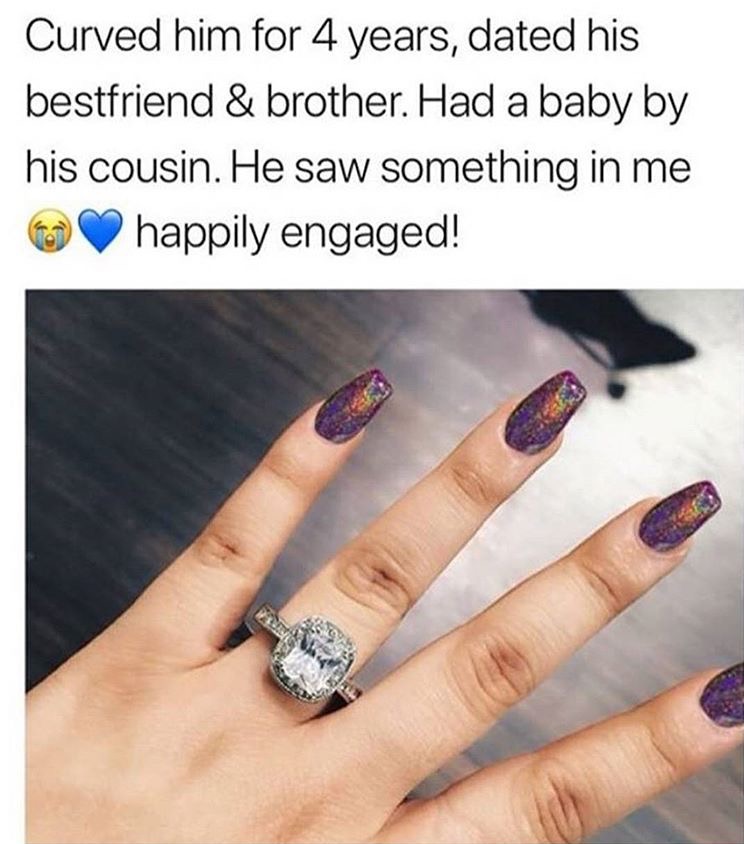 Curved him for 4 years, dated his
bestfriend & brother. Had a baby by
his cousin. He saw something in me
😭💙 happily engaged!